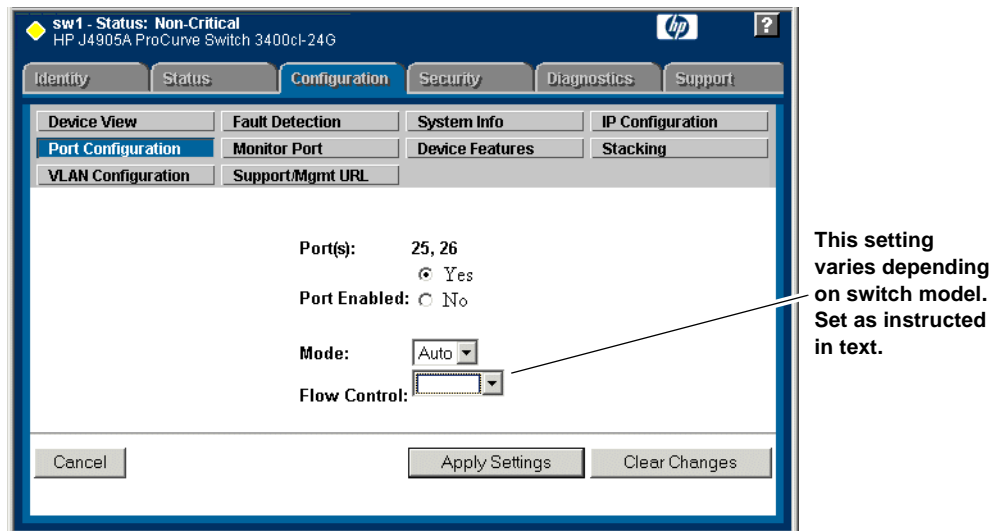 sw1 - Status: Non-Critical
HP J4905A ProCurve Switch 3400cl-24G
hp
?
Identity Status Configuration Security Diagnostics Support
Device View Fault Detection System Info IP Configuration
Port Configuration Monitor Port Device Features Stacking
VLAN Configuration Support/Mgmt URL
Port(s): 25, 26
Yes
Port Enabled: No
Mode: Auto
Flow Control:
Cancel Apply Settings Clear Changes
This setting
varies depending
on switch model.
Set as instructed
in text.